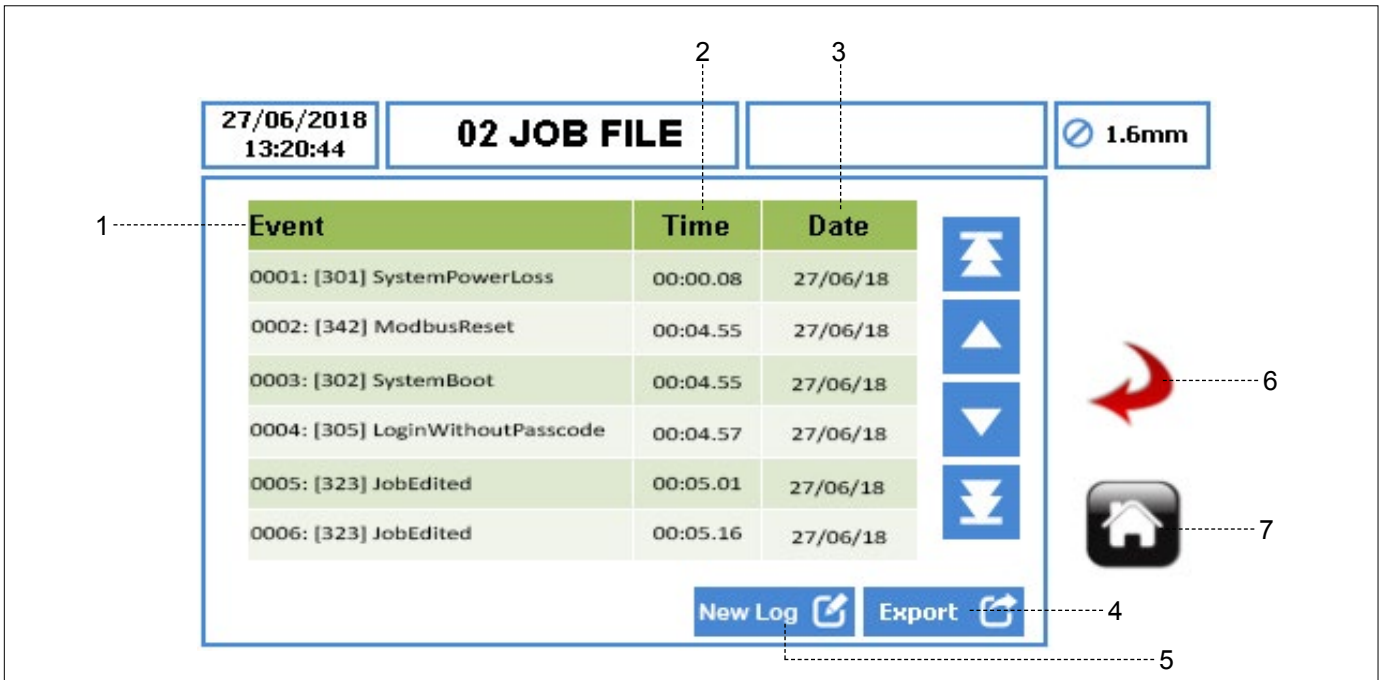 2 3
27/06/2018
13:20:44
02 JOB FILE
1.6mm
1
Event Time Date
0001: [301] SystemPowerLoss 00:00.08 27/06/18
0002: [342] ModbusReset 00:04.55 27/06/18
0003: [302] SystemBoot 00:04.55 27/06/18
0004: [305] LoginWithoutPasscode 00:04.57 27/06/18
0005: [323] JobEdited 00:05.01 27/06/18
0006: [323] JobEdited 00:05.16 27/06/18
6
7
New Log Export 4
5